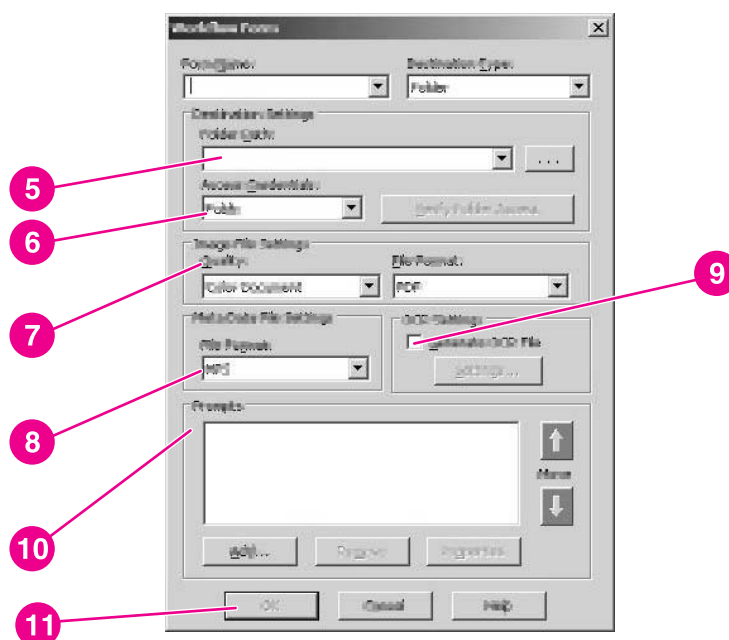 Workflow Form
Form Name:
Destination Type:
Folder
Destination Settings
Folder Path:
...
5
Access Credentials:
Public
Verify Folder Access
6
Image File Settings
Quality:
File Format:
9
Color Document
PDF
7
MetaData File Settings
OCR Settings
Generate OCR File
File Format:
Settings...
8
Prompts
Move
10
Add...
Remove
Properties
OK
Cancel
Help
11